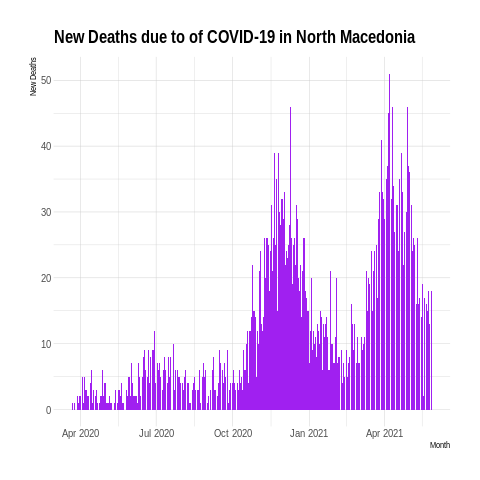 New Deaths due to of COVID-19 in North Macedonia
New Deaths
50
40
30
20
10
0
Apr 2020 Jul 2020 Oct 2020 Jan 2021 Apr 2021
Month